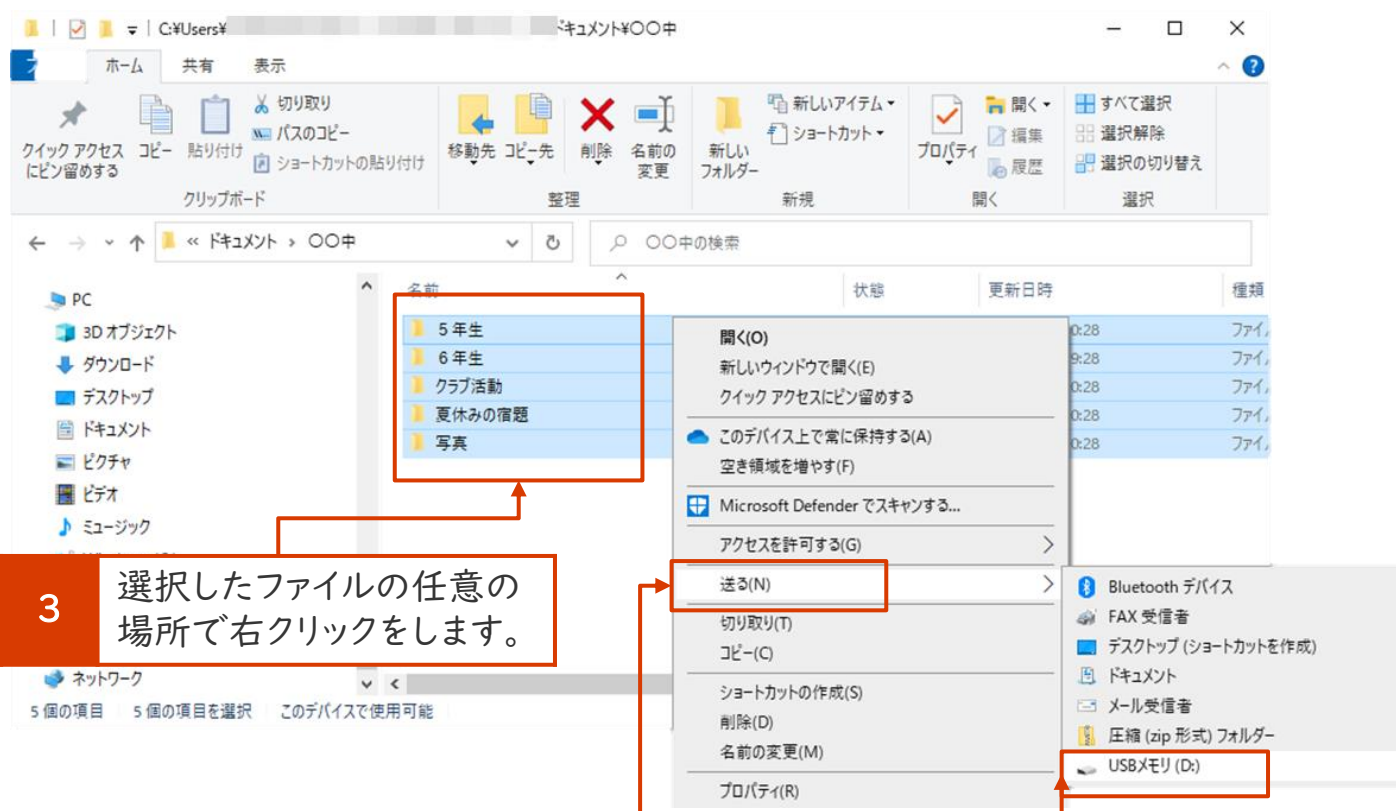 C:¥Users¥
ドキュメント¥〇〇中
ホーム 共有 表示
クイック アクセス
にピン留めする
コピー
貼り付け
切り取り
パスのコピー
ショートカットの貼り付け
クリップボード
移動先
コピー先
削除
名前の
変更
整理
新しい
フォルダー
新しいアイテム
ショートカット
新規
プロパティ
開く
編集
履歴
開く
すべて選択
選択解除
選択の切り替え
選択
« ドキュメント › 〇〇中
〇〇中の検索
PC
3D オブジェクト
ダウンロード
デスクトップ
ドキュメント
ピクチャ
ビデオ
ミュージック
ネットワーク
名前 状態 更新日時 種類
5 年生 0:28 ファイ
6 年生 9:28 ファイ
クラブ活動 0:28 ファイ
夏休みの宿題 0:28 ファイ
写真 0:28 ファイ
3
選択したファイルの任意の
場所で右クリックをします。
開く(O)
新しいウィンドウで開く(E)
クイック アクセスにピン留めする
このデバイス上で常に保持する(A)
空き領域を増やす(F)
Microsoft Defender でスキャンする...
アクセスを許可する(G)
送る(N)
切り取り(T)
コピー(C)
ショートカットの作成(S)
削除(D)
名前の変更(M)
プロパティ(R)
Bluetooth デバイス
FAX 受信者
デスクトップ (ショートカットを作成)
ドキュメント
メール受信者
圧縮 (zip 形式) フォルダー
USBメモリ (D:)
5 個の項目 5 個の項目を選択 このデバイスで使用可能